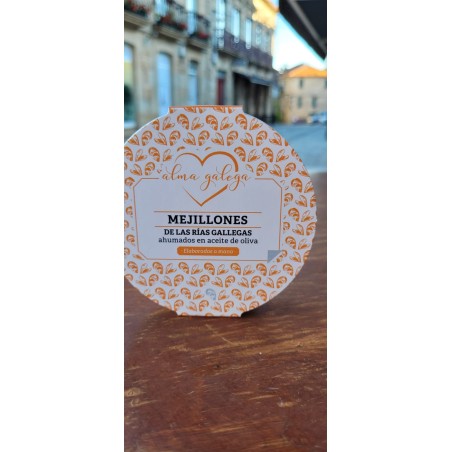 alma galega
MEJILLONES
DE LAS RÍAS GALLEGAS
ahumados en aceite de oliva
Elaborados a mano